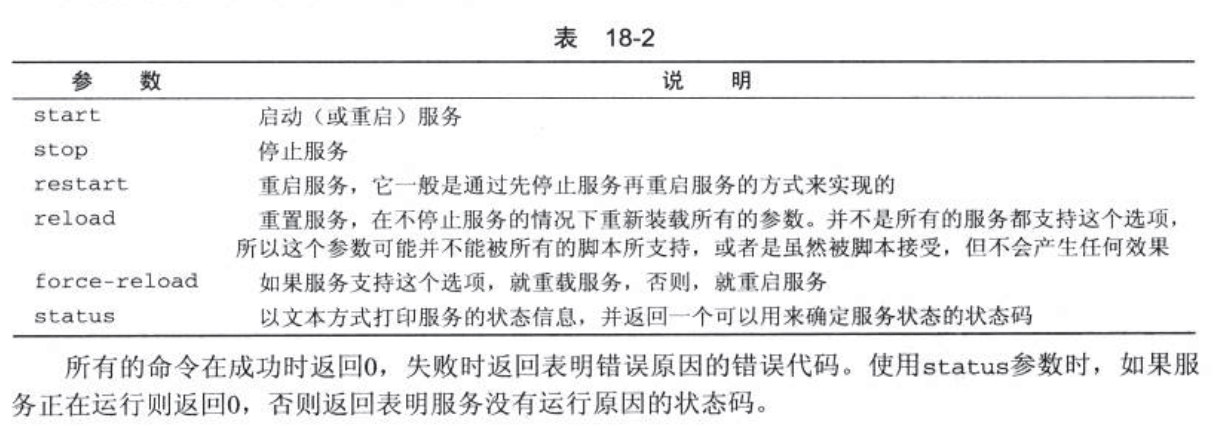 表 18-2
参 数 说 明
start 启动（或重启）服务
stop 停止服务
restart 重启服务，它一般是通过先停止服务再重启服务的方式来实现的
reload 重置服务，在不停止服务的情况下重新装载所有的参数。并不是所有的服务都支持这个选项，
所以这个参数可能并不能被所有的脚本所支持，或者是虽然被脚本接受，但不会产生任何效果
force-reload 如果服务支持这个选项，就重载服务，否则，就重启服务
status 以文本方式打印服务的状态信息，并返回一个可以用来确定服务状态的状态码
所有的命令在成功时返回0，失败时返回表明错误原因的错误代码。使用status参数时，如果服
务正在运行则返回0，否则返回表明服务没有运行原因的状态码。